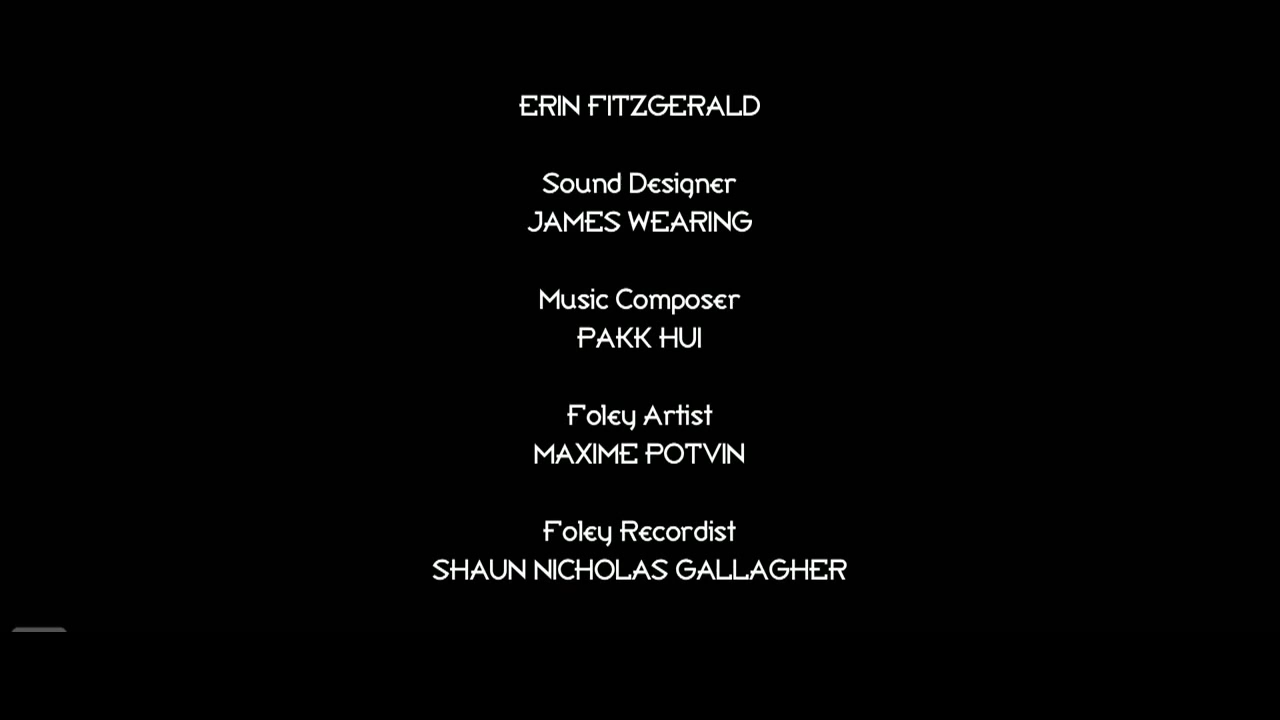 ERIN FITZGERALD
Sound Designer
JAMES WEARING
Music Composer
PAKK HUI
Foley Artist
MAXIME POTVIN
Foley Recordist
SHAUN NICHOLAS GALLAGHER